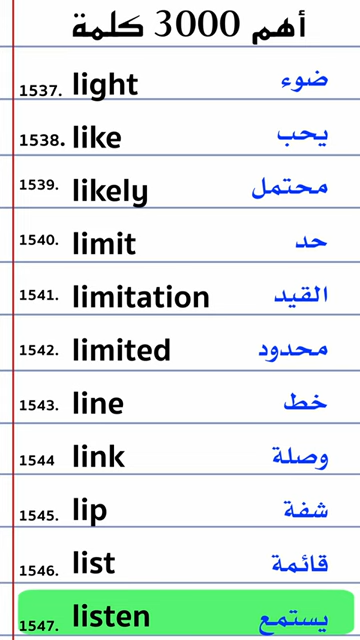 أهم 3000 كلمة
1537. light ضوء
1538. like يحب
1539. likely محتمل
1540. limit حد
1541. limitation القيد
1542. limited محدود
1543. line خط
1544 link وصلة
1545. lip شفة
1546. list قائمة
1547. listen يستمع